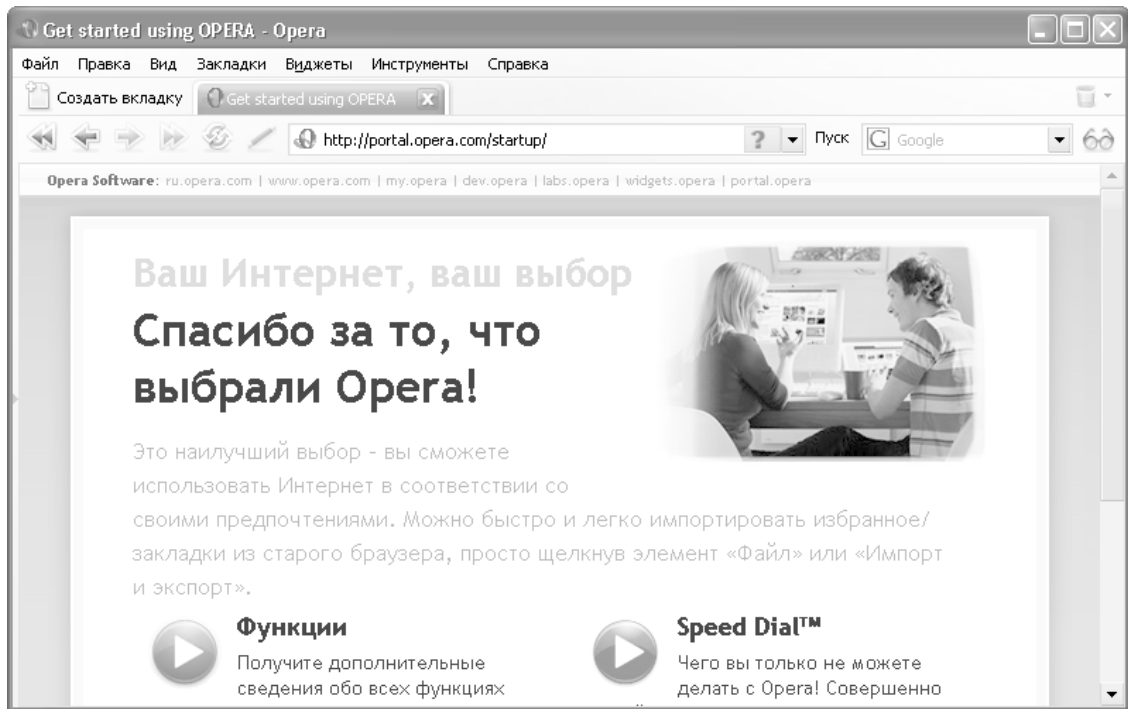 Get started using OPERA - Opera
Файл Правка Вид Закладки Виджеты Инструменты Справка
Создать вкладку Get started using OPERA
http://portal.opera.com/startup/ ? Пуск G Google
Opera Software: ru.opera.com | www.opera.com | my.opera | dev.opera | labs.opera | widgets.opera | portal.opera
Ваш Интернет, ваш выбор
Спасибо за то, что
выбрали Opera!
Это наилучший выбор - вы сможете
использовать Интернет в соответствии со
своими предпочтениями. Можно быстро и легко импортировать избранное/
закладки из старого браузера, просто щелкнув элемент «Файл» или «Импорт
и экспорт».
Функции
Получите дополнительные
сведения обо всех функциях
Speed Dial™
Чего вы только не можете
делать с Opera! Совершенно